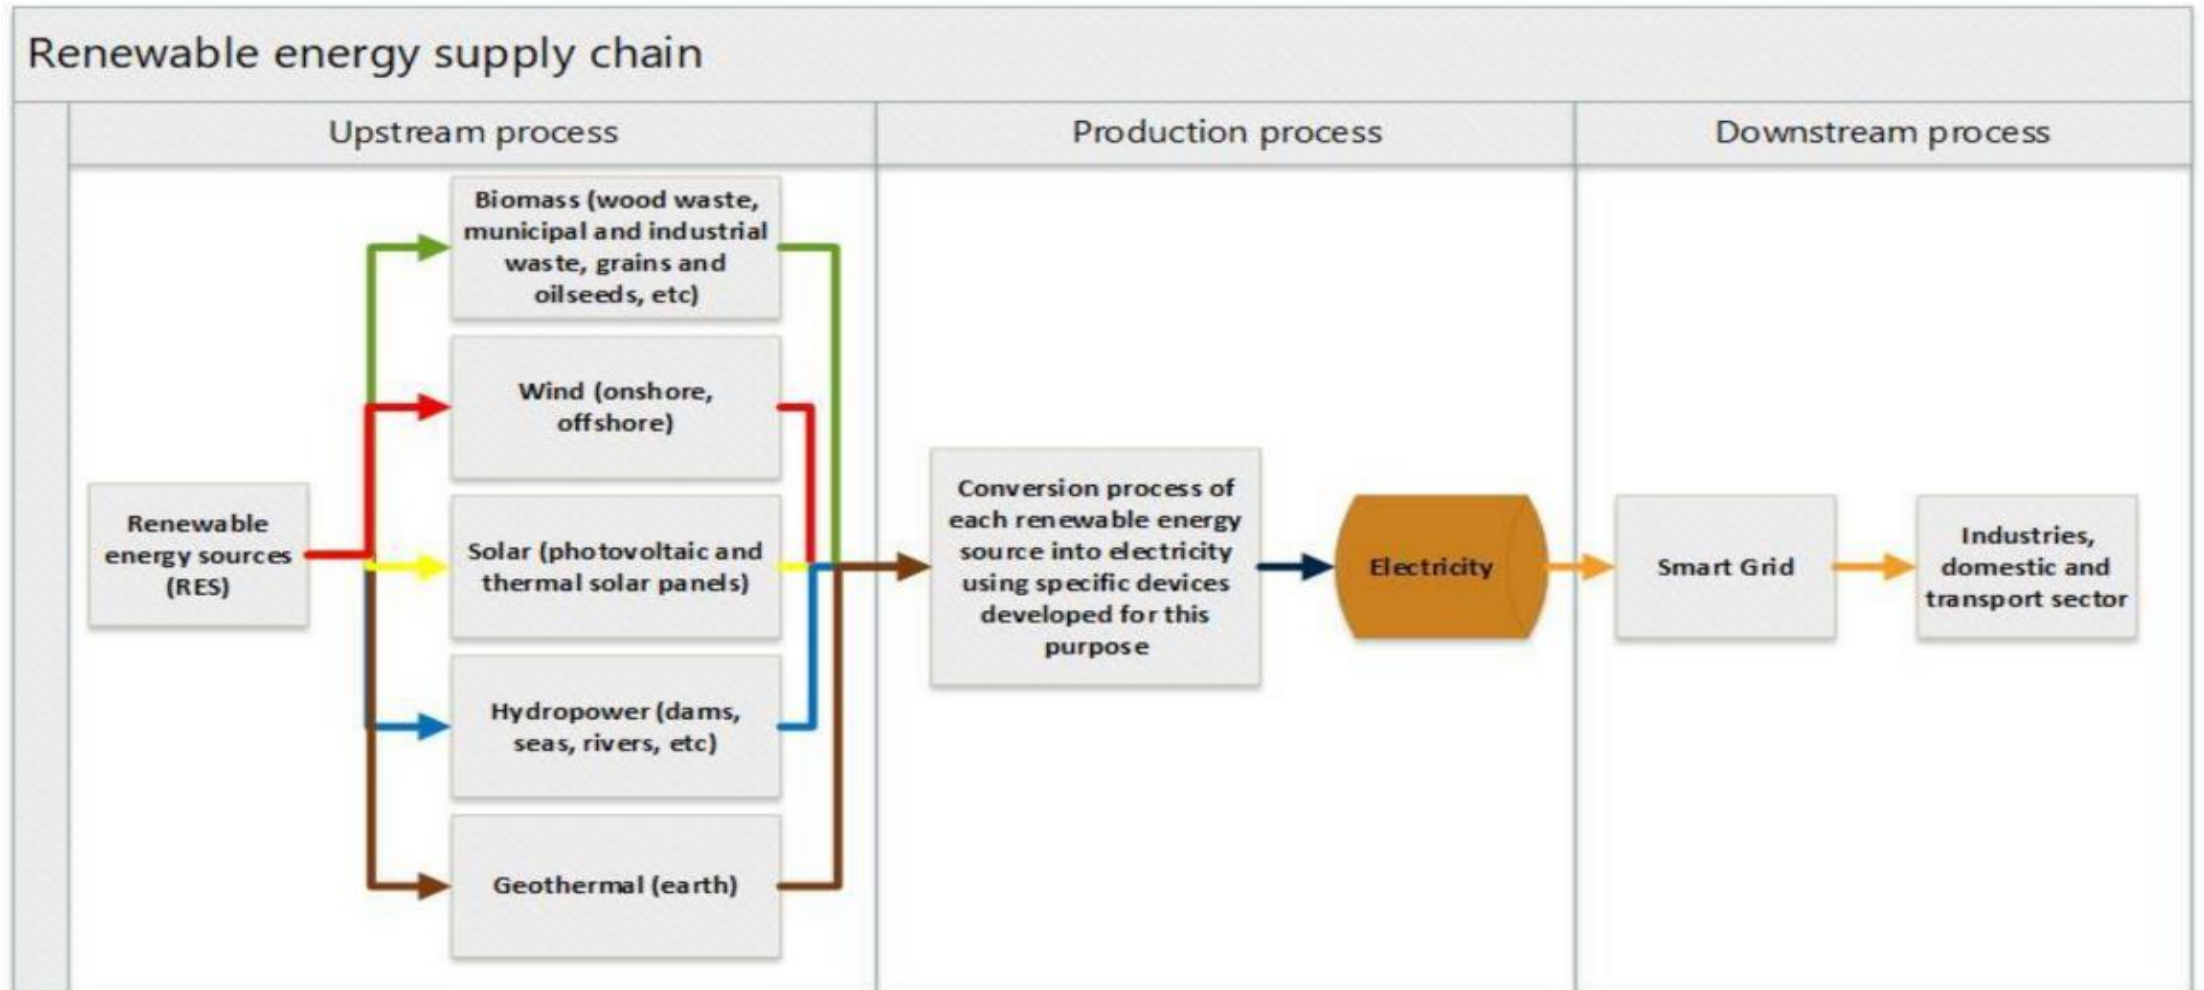 Renewable energy supply chain
Upstream process
Production process
Downstream process
Renewable
energy sources
(RES)
Biomass (wood waste,
municipal and industrial
waste, grains and
oilseeds, etc)
Wind (onshore,
offshore)
Solar (photovoltaic and
thermal solar panels)
Hydropower (dams,
seas, rivers, etc)
Geothermal (earth)
Conversion process of
each renewable energy
source into electricity
using specific devices
developed for this
purpose
Electricity
Smart Grid
Industries,
domestic and
transport sector